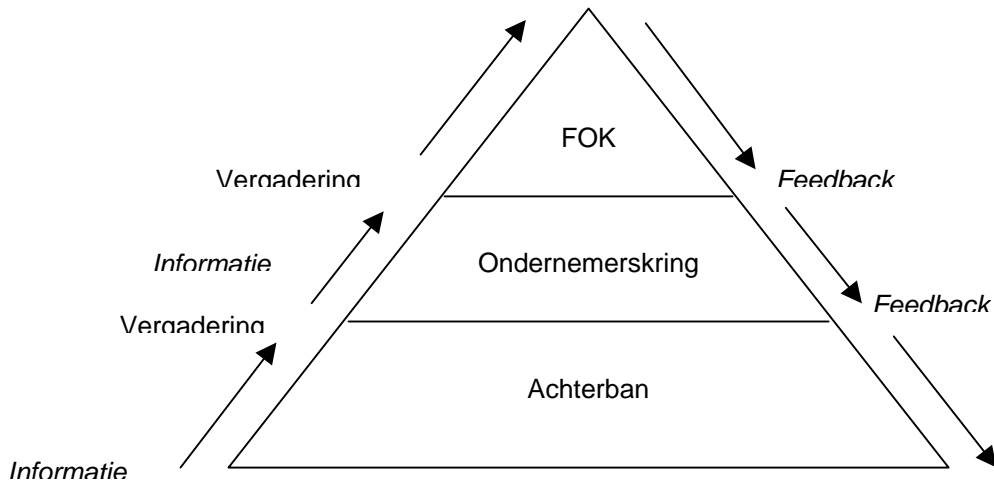 FOK
Vergadering
Feedback
Informatie
Ondernemerskring
Feedback
Vergadering
Achterban
Informatie